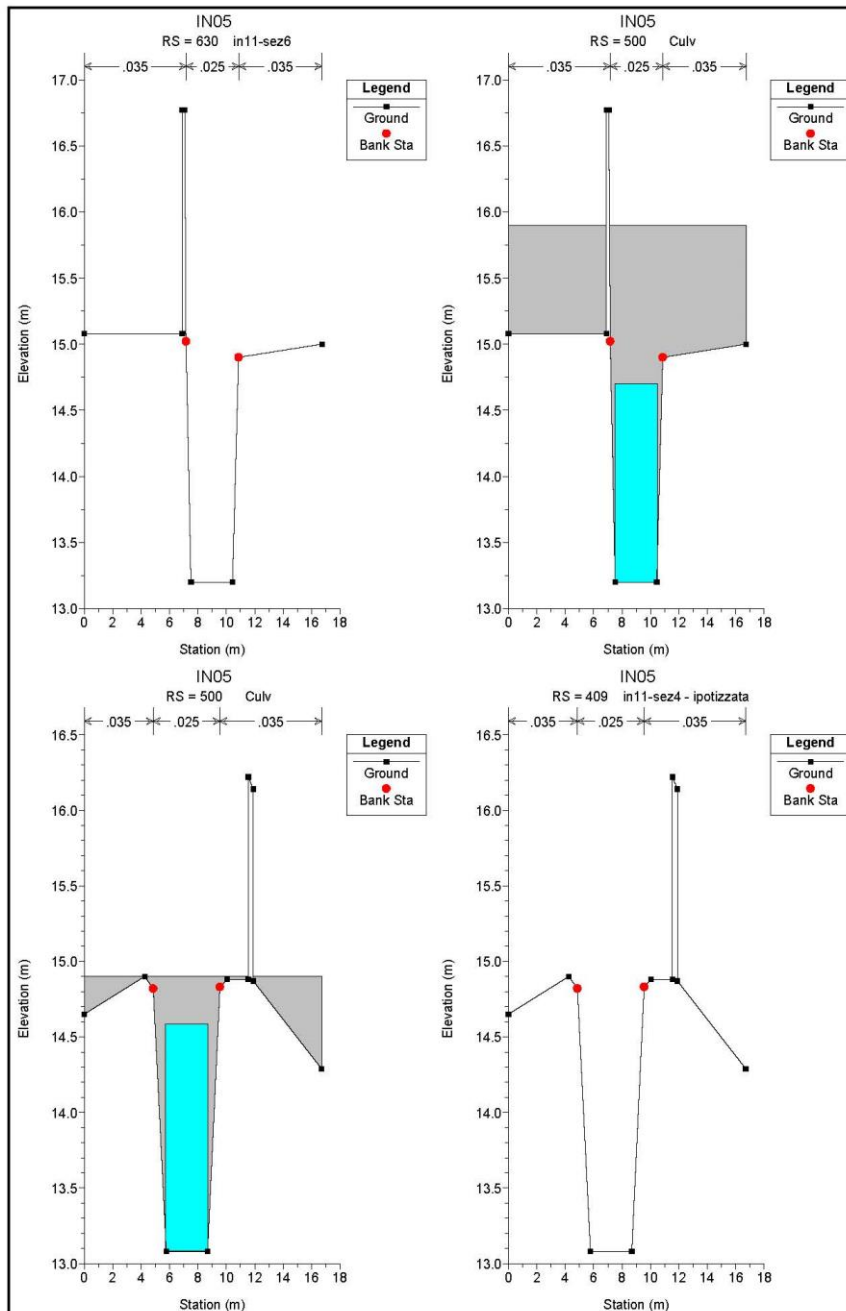 IN05
RS = 630 in11-sez6
.035 .025 .035
Legend
Ground
Bank Sta
17.0
16.5
16.0
15.5
15.0
14.5
14.0
13.5
13.0
Elevation (m)
0 2 4 6 8 10 12 14 16 18
Station (m)
IN05
RS = 500 Culv
.035 .025 .035
Legend
Ground
Bank Sta
17.0
16.5
16.0
15.5
15.0
14.5
14.0
13.5
13.0
Elevation (m)
0 2 4 6 8 10 12 14 16 18
Station (m)
IN05
RS = 500 Culv
.035 .025 .035
Legend
Ground
Bank Sta
16.5
16.0
15.5
15.0
14.5
14.0
13.5
13.0
Elevation (m)
0 2 4 6 8 10 12 14 16 18
Station (m)
IN05
RS = 409 in11-sez4 - ipotizzata
.035 .025 .035
Legend
Ground
Bank Sta
16.5
16.0
15.5
15.0
14.5
14.0
13.5
13.0
Elevation (m)
0 2 4 6 8 10 12 14 16 18
Station (m)